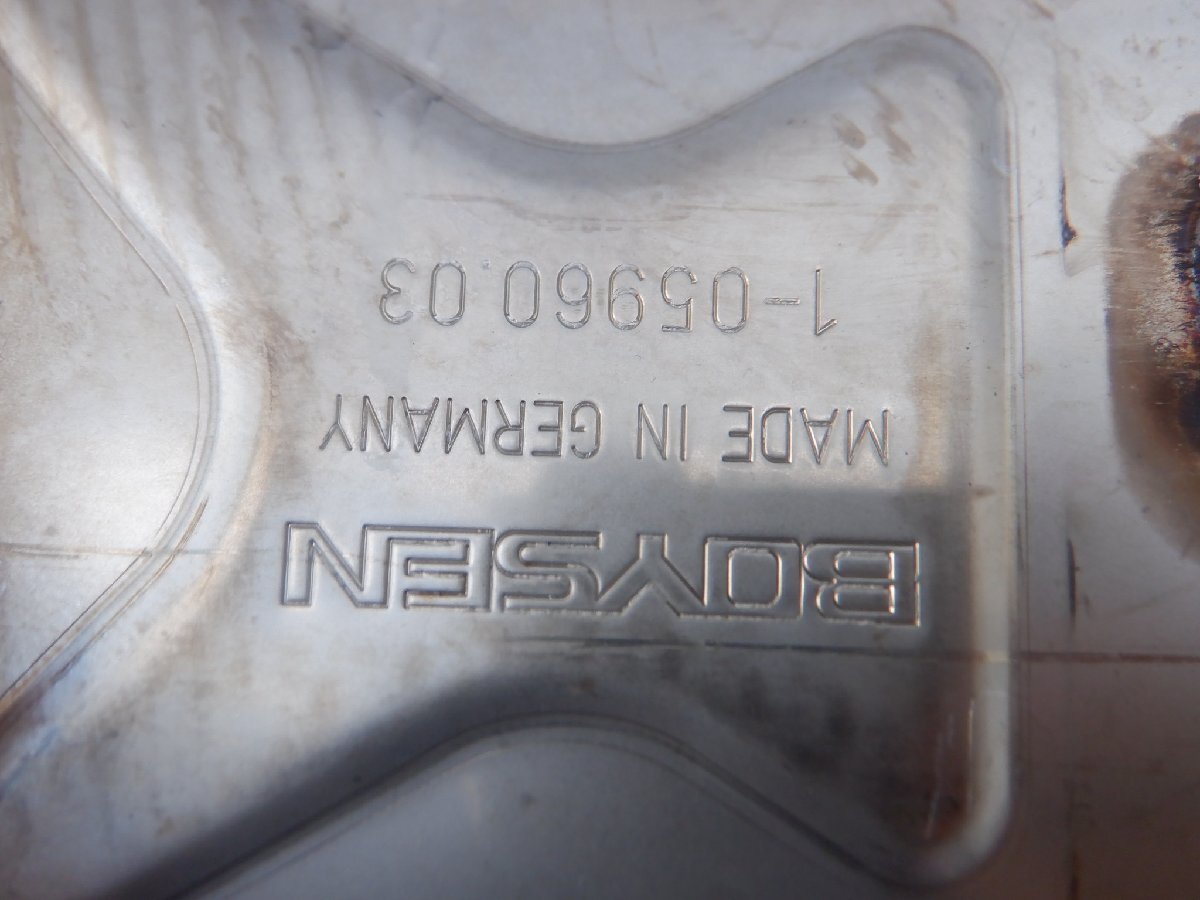 BOYSEN
MADE IN GERMANY
1-05960.03